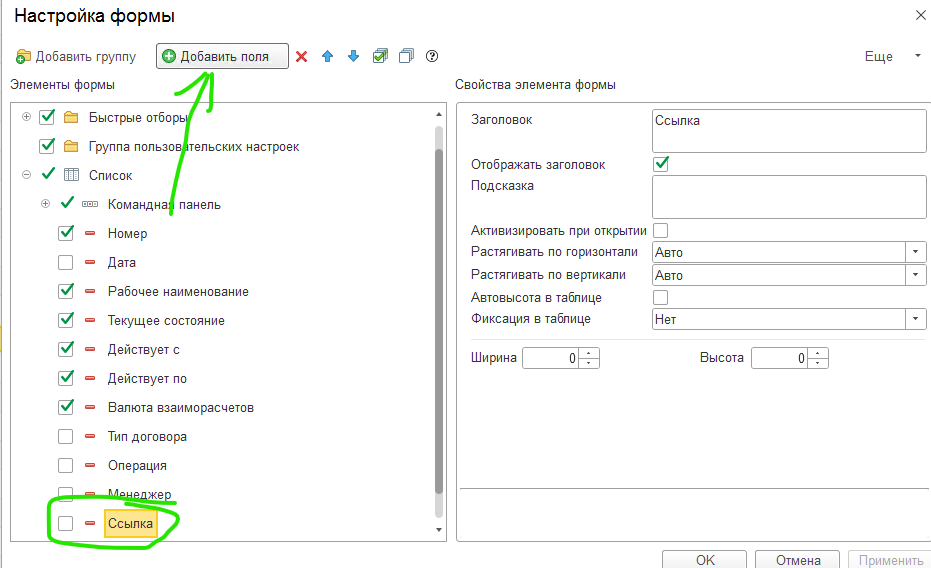 Настройка формы
Добавить группу
Добавить поля
Еще
Элементы формы
Быстрые отборы
Группа пользовательских настроек
Список
Командная панель
Номер
Дата
Рабочее наименование
Текущее состояние
Действует с
Действует по
Валюта взаиморасчетов
Тип договора
Операция
Менеджер
Ссылка
Свойства элемента формы
Заголовок Ссылка
Отображать заголовок
Подсказка
Активизировать при открытии
Растягивать по горизонтали Авто
Растягивать по вертикали Авто
Автовысота в таблице
Фиксация в таблице Нет
Ширина 0 Высота 0
OK Отмена Применить